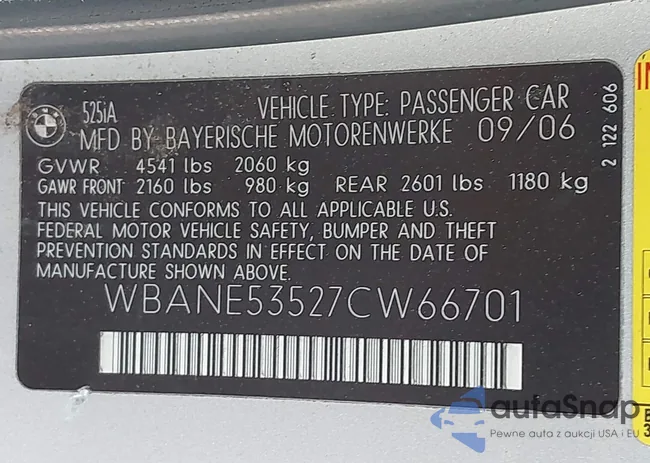 BMW
525iA
VEHICLE TYPE: PASSENGER CAR
MFD BY BAYERISCHE MOTORENWERKE 09/06
GVWR 4541 lbs 2060 kg
GAWR FRONT 2160 lbs 980 kg REAR 2601 lbs 1180 kg
THIS VEHICLE CONFORMS TO ALL APPLICABLE U.S.
FEDERAL MOTOR VEHICLE SAFETY, BUMPER AND THEFT
PREVENTION STANDARDS IN EFFECT ON THE DATE OF
MANUFACTURE SHOWN ABOVE.
WBANE53527CW66701
2 122 606
autaSnap
Pewne auta z aukcji USA i EU